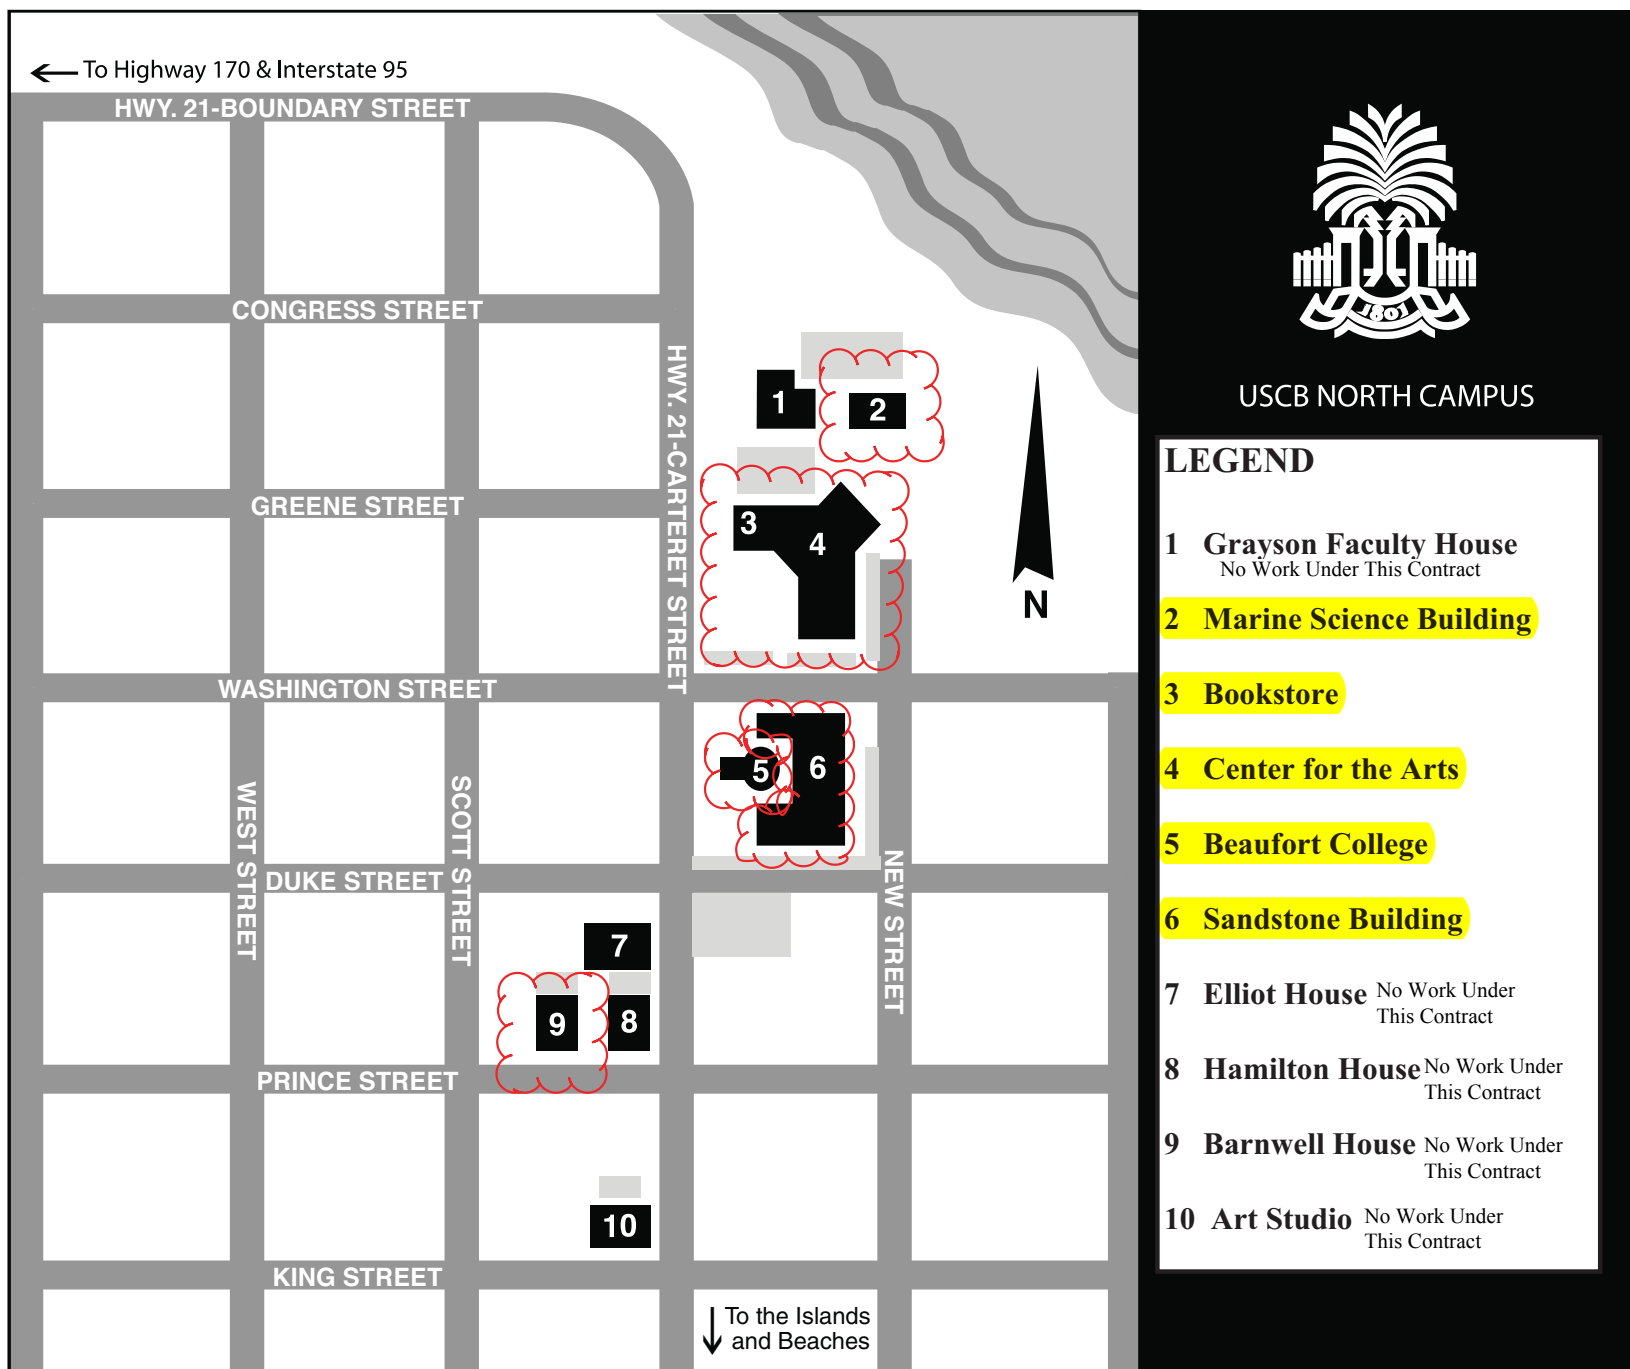 To Highway 170 & Interstate 95
HWY. 21-BOUNDARY STREET
CONGRESS STREET
HWY. 21-CARTERET STREET
GREENE STREET
WASHINGTON STREET
WEST STREET
SCOTT STREET
DUKE STREET
NEW STREET
PRINCE STREET
KING STREET
1
2
3
4
N
5
6
7
9
8
10
To the Islands
and Beaches
1801
USCB NORTH CAMPUS
LEGEND
1 Grayson Faculty House
No Work Under This Contract
2 Marine Science Building
3 Bookstore
4 Center for the Arts
5 Beaufort College
6 Sandstone Building
7 Elliot House No Work Under
This Contract
8 Hamilton House No Work Under
This Contract
9 Barnwell House No Work Under
This Contract
10 Art Studio No Work Under
This Contract